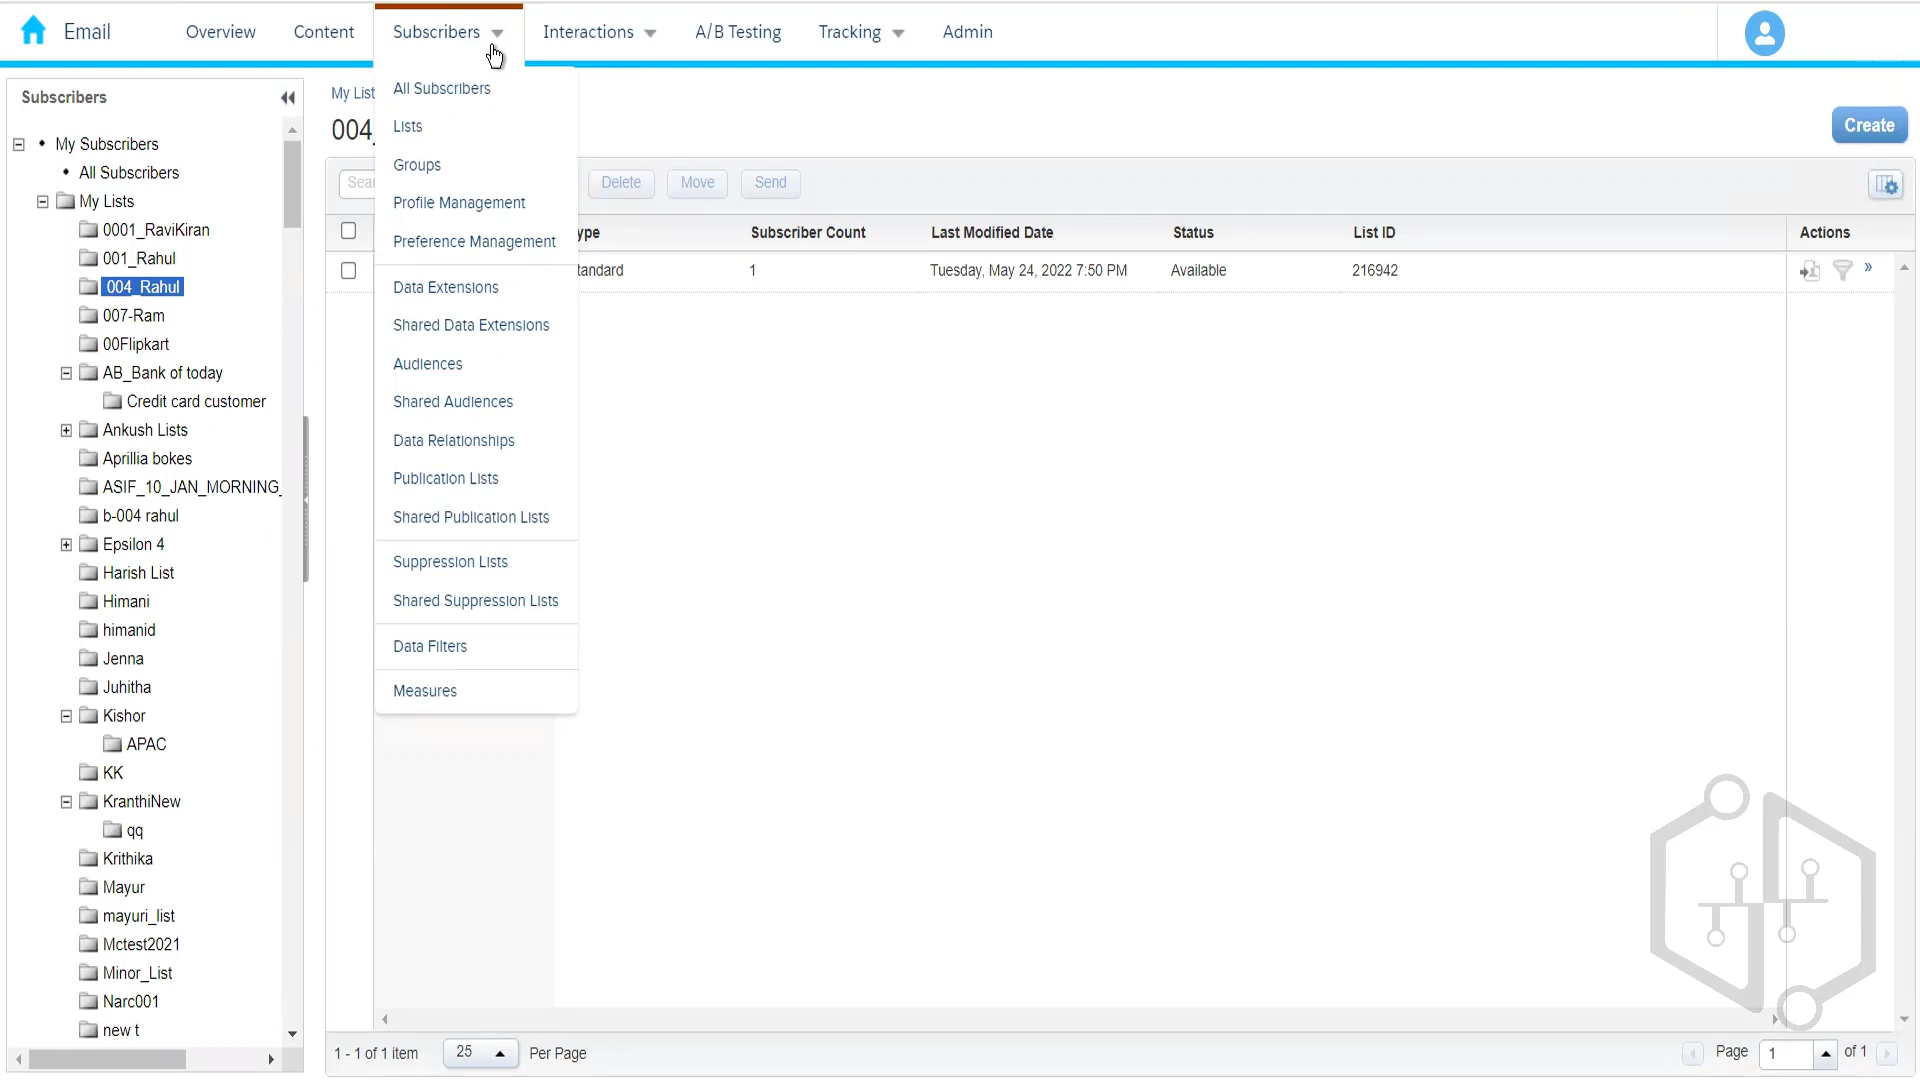 Email
Overview
Content
Subscribers
Interactions
A/B Testing
Tracking
Admin
Subscribers
My Subscribers
All Subscribers
My Lists
0001_RaviKiran
001_Rahul
004_Rahul
007-Ram
00Flipkart
AB_Bank of today
Credit card customer
Ankush Lists
Aprillia bokes
ASIF_10_JAN_MORNING_
b-004 rahul
Epsilon 4
Harish List
Himani
himanid
Jenna
Juhitha
Kishor
APAC
KK
KranthiNew
qq
Krithika
Mayur
mayuri_list
Mctest2021
Minor_List
Narc001
new t
All Subscribers
Lists
Groups
Profile Management
Preference Management
Data Extensions
Shared Data Extensions
Audiences
Shared Audiences
Data Relationships
Publication Lists
Shared Publication Lists
Suppression Lists
Shared Suppression Lists
Data Filters
Measures
My List
004_
Create
Sear
Delete
Move
Send
ype
Subscriber Count
Last Modified Date
Status
List ID
Actions
tandard
1
Tuesday, May 24, 2022 7:50 PM
Available
216942
1 - 1 of 1 item
25
Per Page
Page
1
of 1